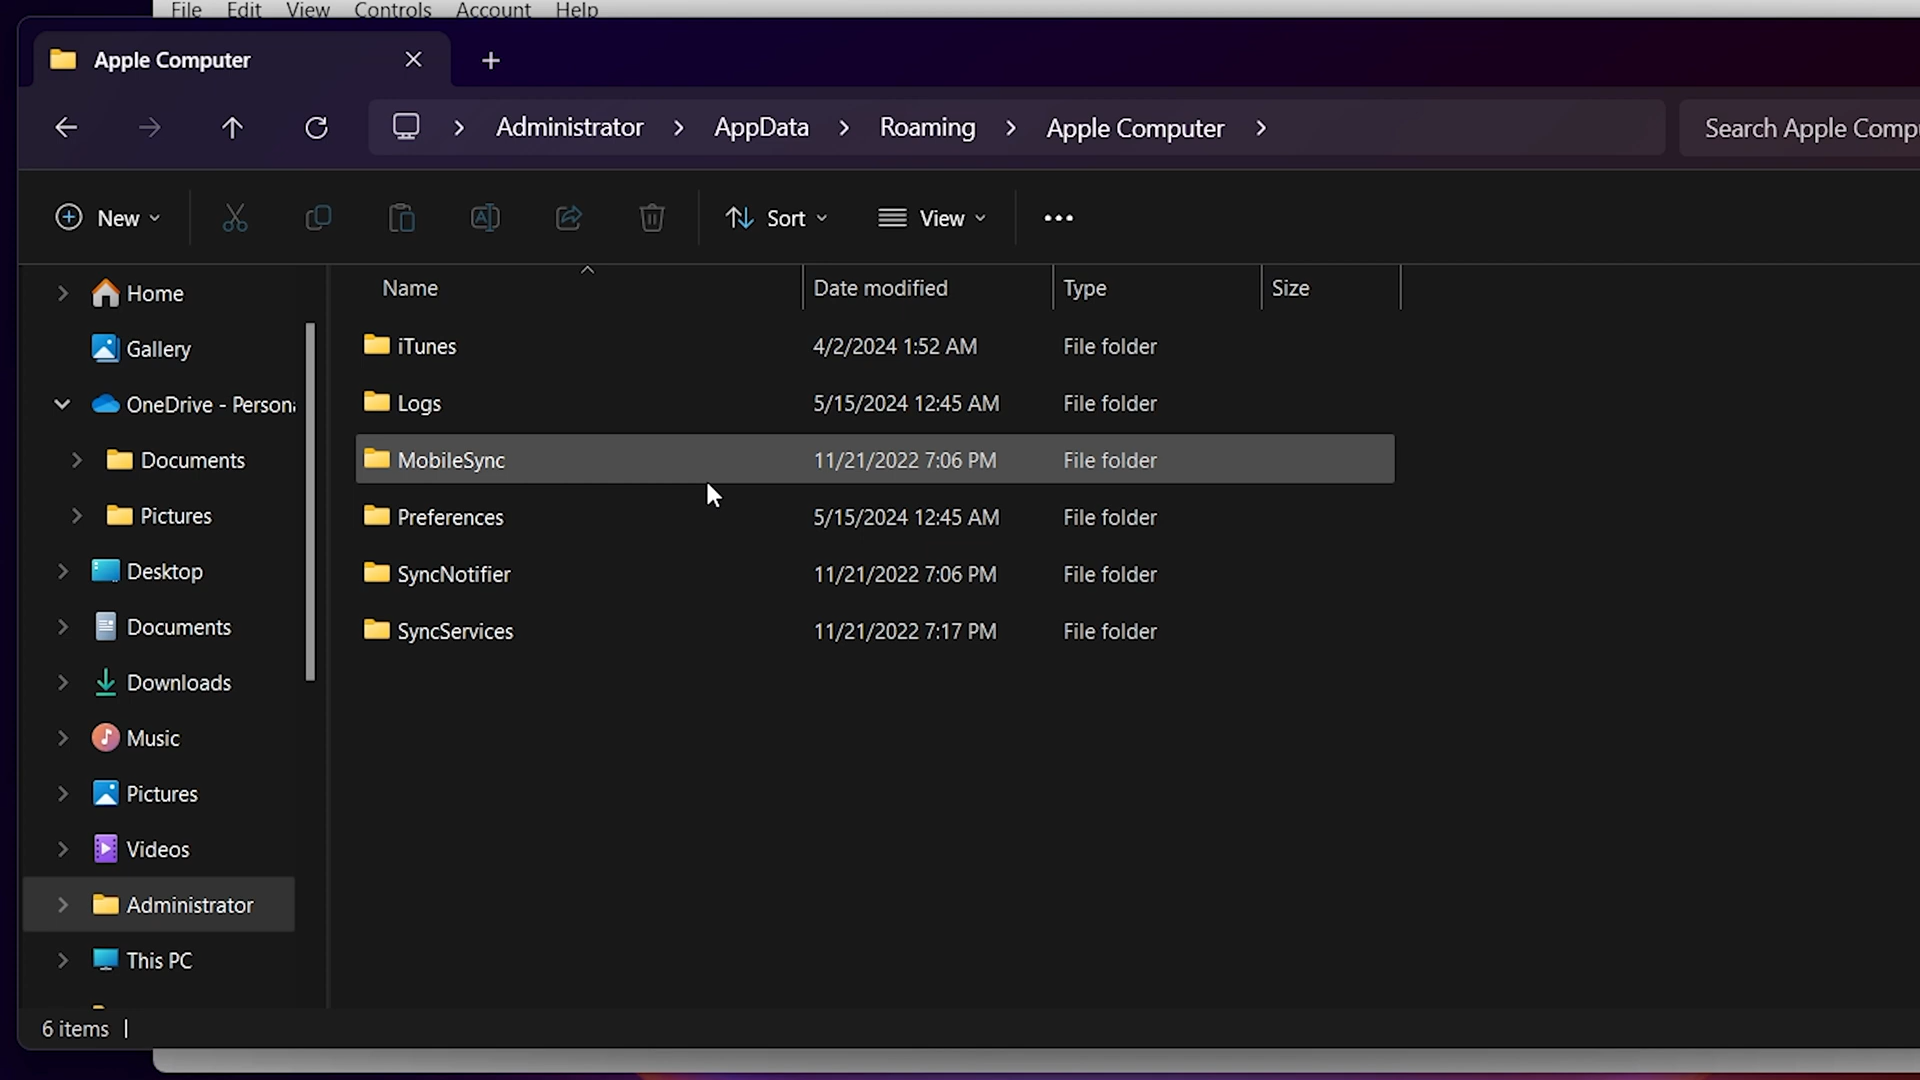 File Edit View Controls Account Help
Apple Computer
Administrator > AppData > Roaming > Apple Computer >
Search Apple Comp
New Sort View
Name Date modified Type Size
Home
Gallery
OneDrive - Person
Documents
Pictures
Desktop
Documents
Downloads
Music
Pictures
Videos
Administrator
This PC
iTunes 4/2/2024 1:52 AM File folder
Logs 5/15/2024 12:45 AM File folder
MobileSync 11/21/2022 7:06 PM File folder
Preferences 5/15/2024 12:45 AM File folder
SyncNotifier 11/21/2022 7:06 PM File folder
SyncServices 11/21/2022 7:17 PM File folder
6 items